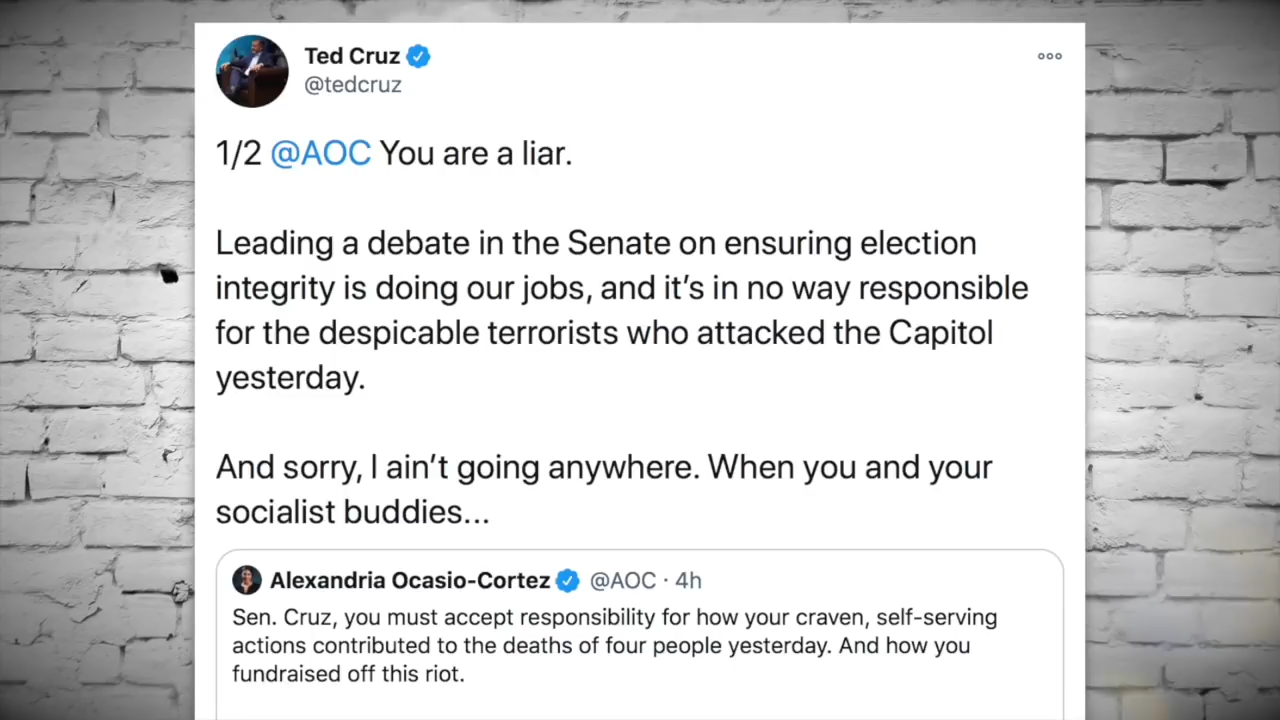 Ted Cruz
@tedcruz
1/2 @AOC You are a liar.
Leading a debate in the Senate on ensuring election
integrity is doing our jobs, and it’s in no way responsible
for the despicable terrorists who attacked the Capitol
yesterday.
And sorry, I ain’t going anywhere. When you and your
socialist buddies...
Alexandria Ocasio-Cortez @AOC · 4h
Sen. Cruz, you must accept responsibility for how your craven, self-serving
actions contributed to the deaths of four people yesterday. And how you
fundraised off this riot.